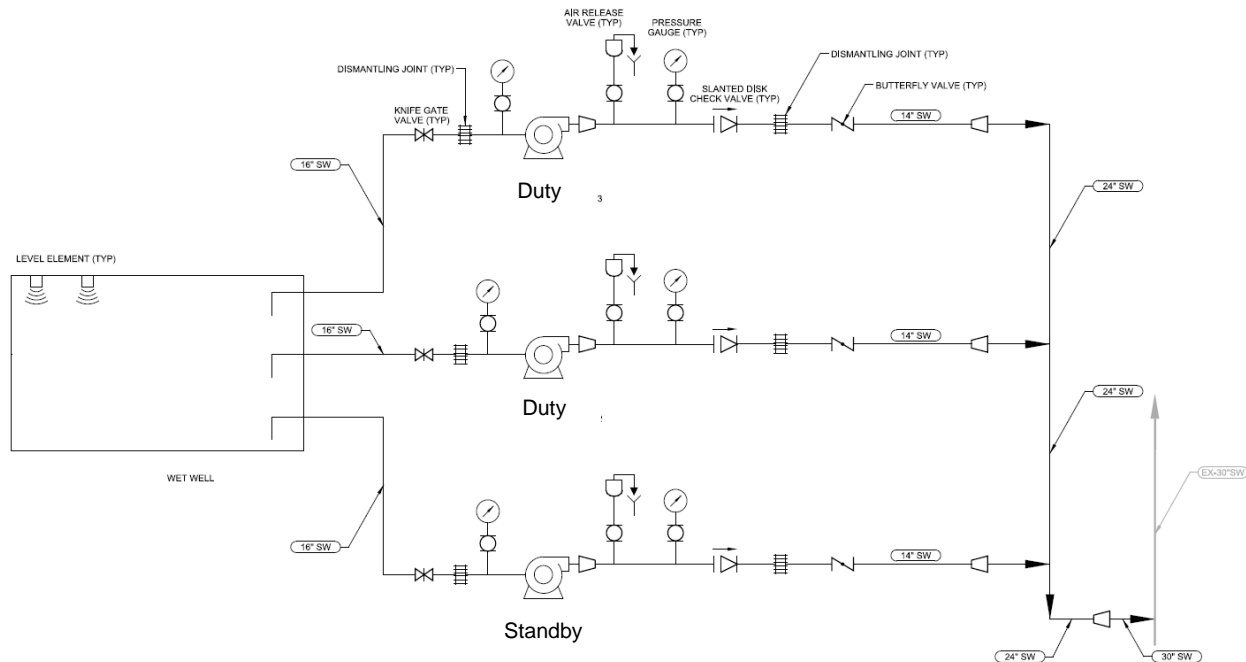 AIR RELEASE
VALVE (TYP)
PRESSURE
GAUGE (TYP)
DISMANTLING JOINT (TYP)
DISMANTLING JOINT (TYP)
KNIFE GATE
VALVE (TYP)
SLANTED DISK
CHECK VALVE (TYP)
BUTTERFLY VALVE (TYP)
14" SW
16" SW
Duty
3
24" SW
LEVEL ELEMENT (TYP)
16" SW
14" SW
Duty
24" SW
WET WELL
EX-30"SW
16" SW
14" SW
Standby
24" SW
30" SW